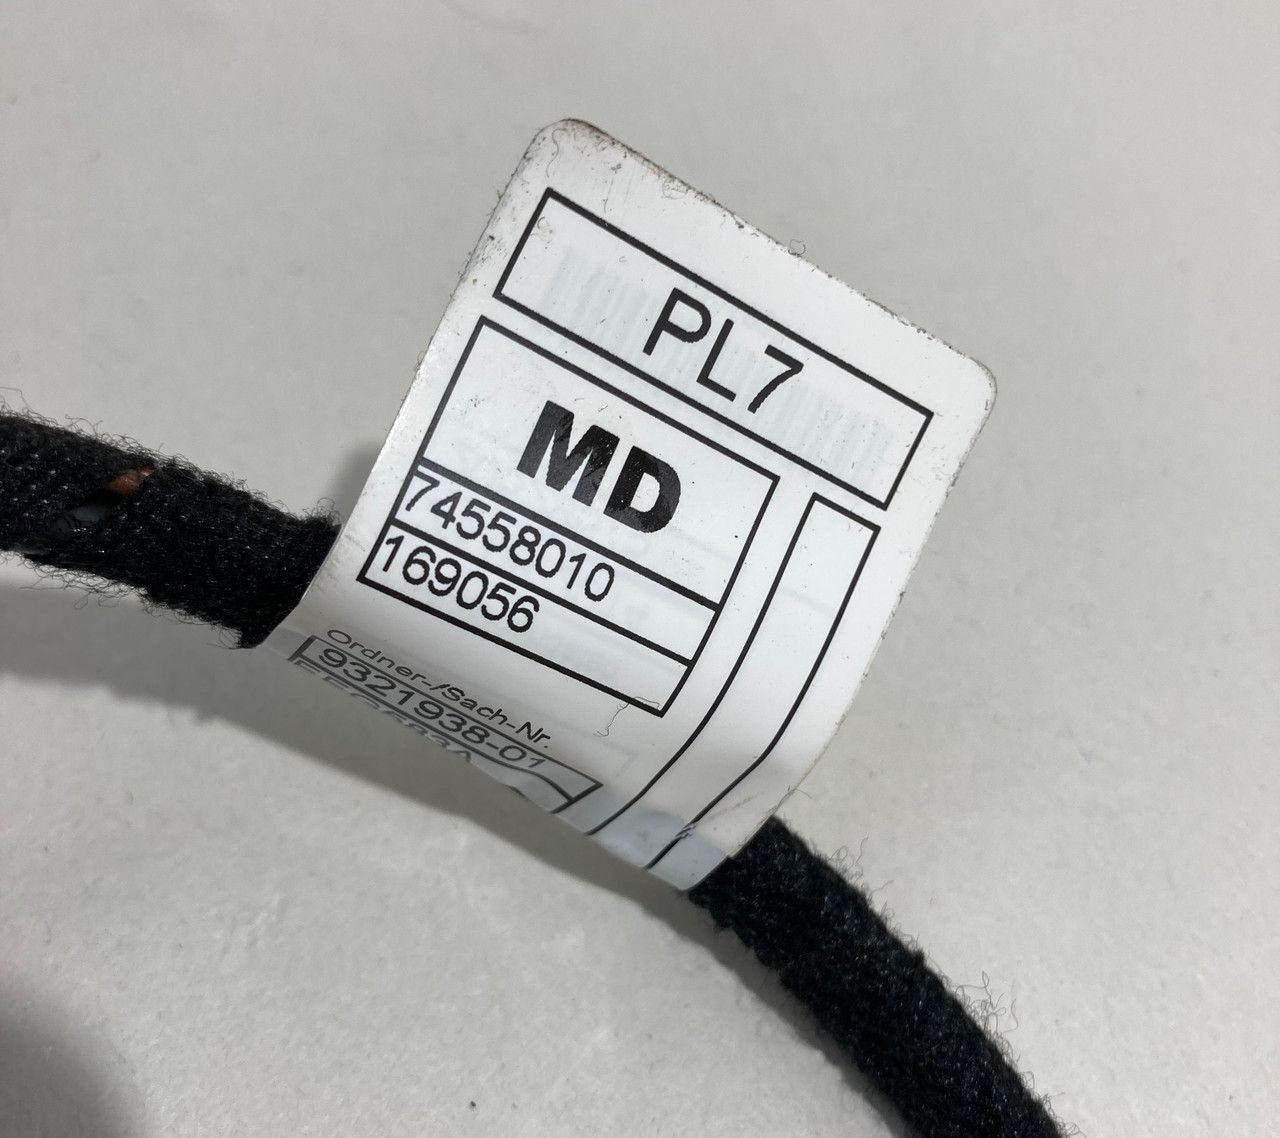 PL7
MD
74558010
169056
Ordner-/Sach-Nr.
9321938-01